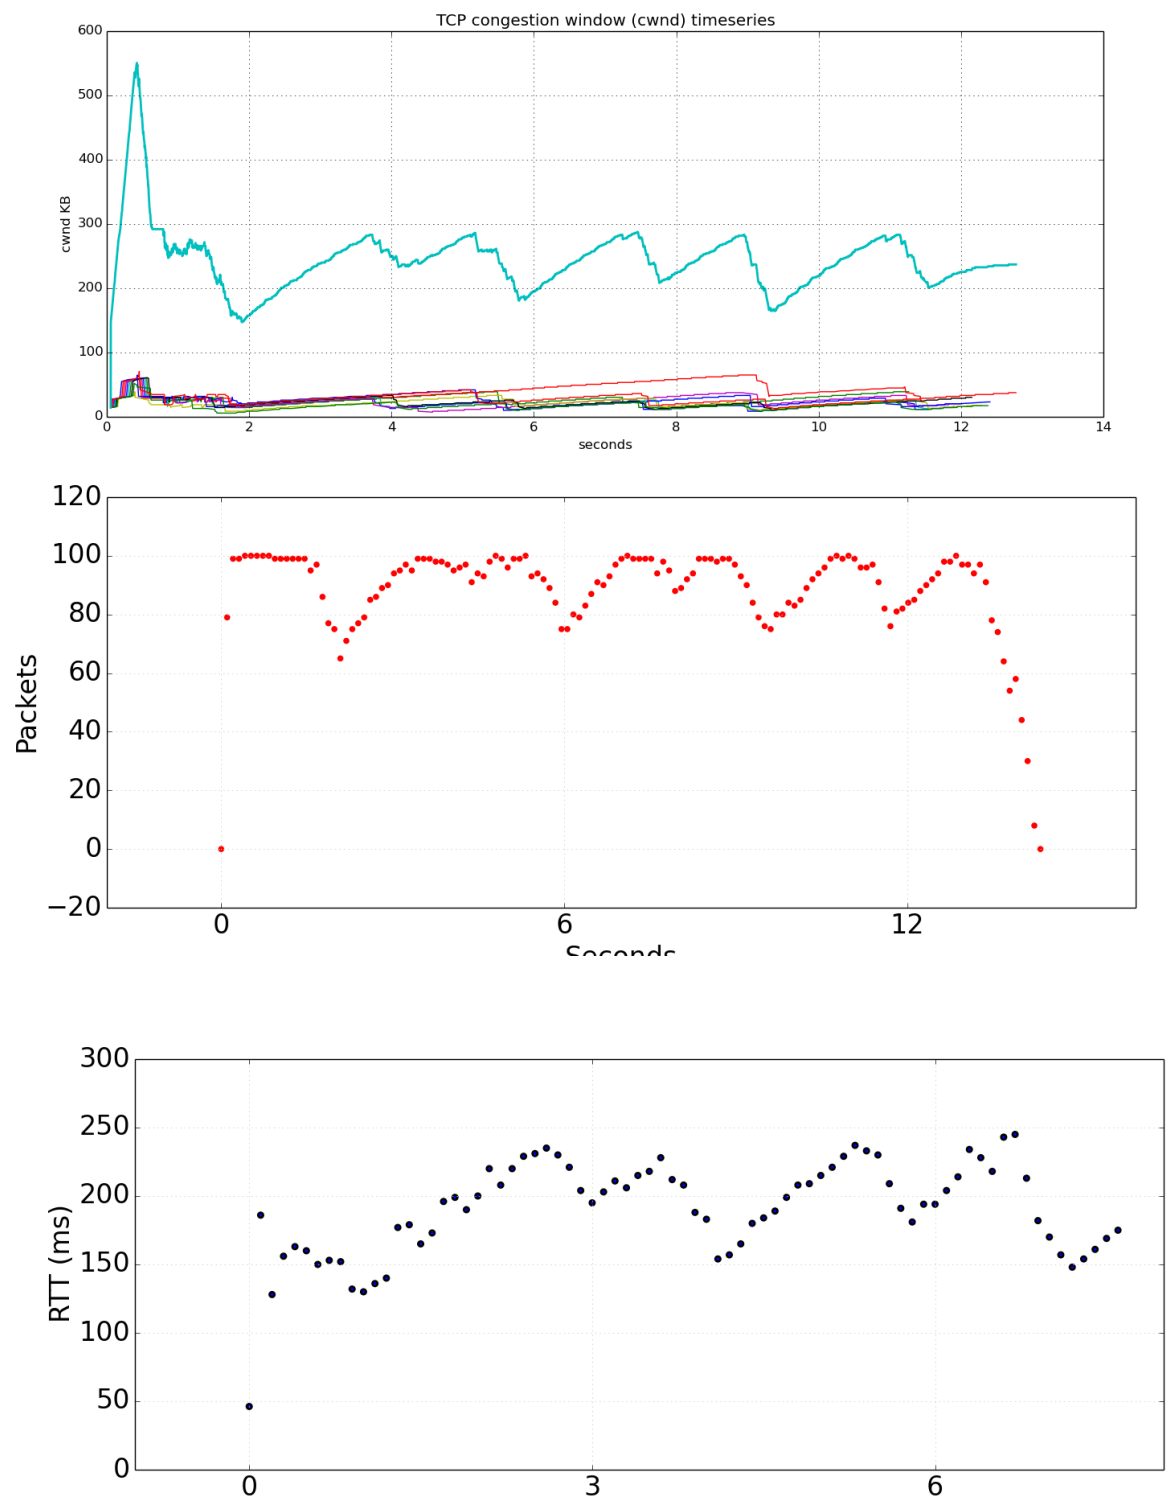 TCP congestion window (cwnd) timeseries
600
500
400
300
200
100
0
cwnd KB
0 2 4 6 8 10 12 14
seconds
120
100
80
60
40
20
0
−20
Packets
0 6 12
Seconds
300
250
200
150
100
50
0
RTT (ms)
0 3 6